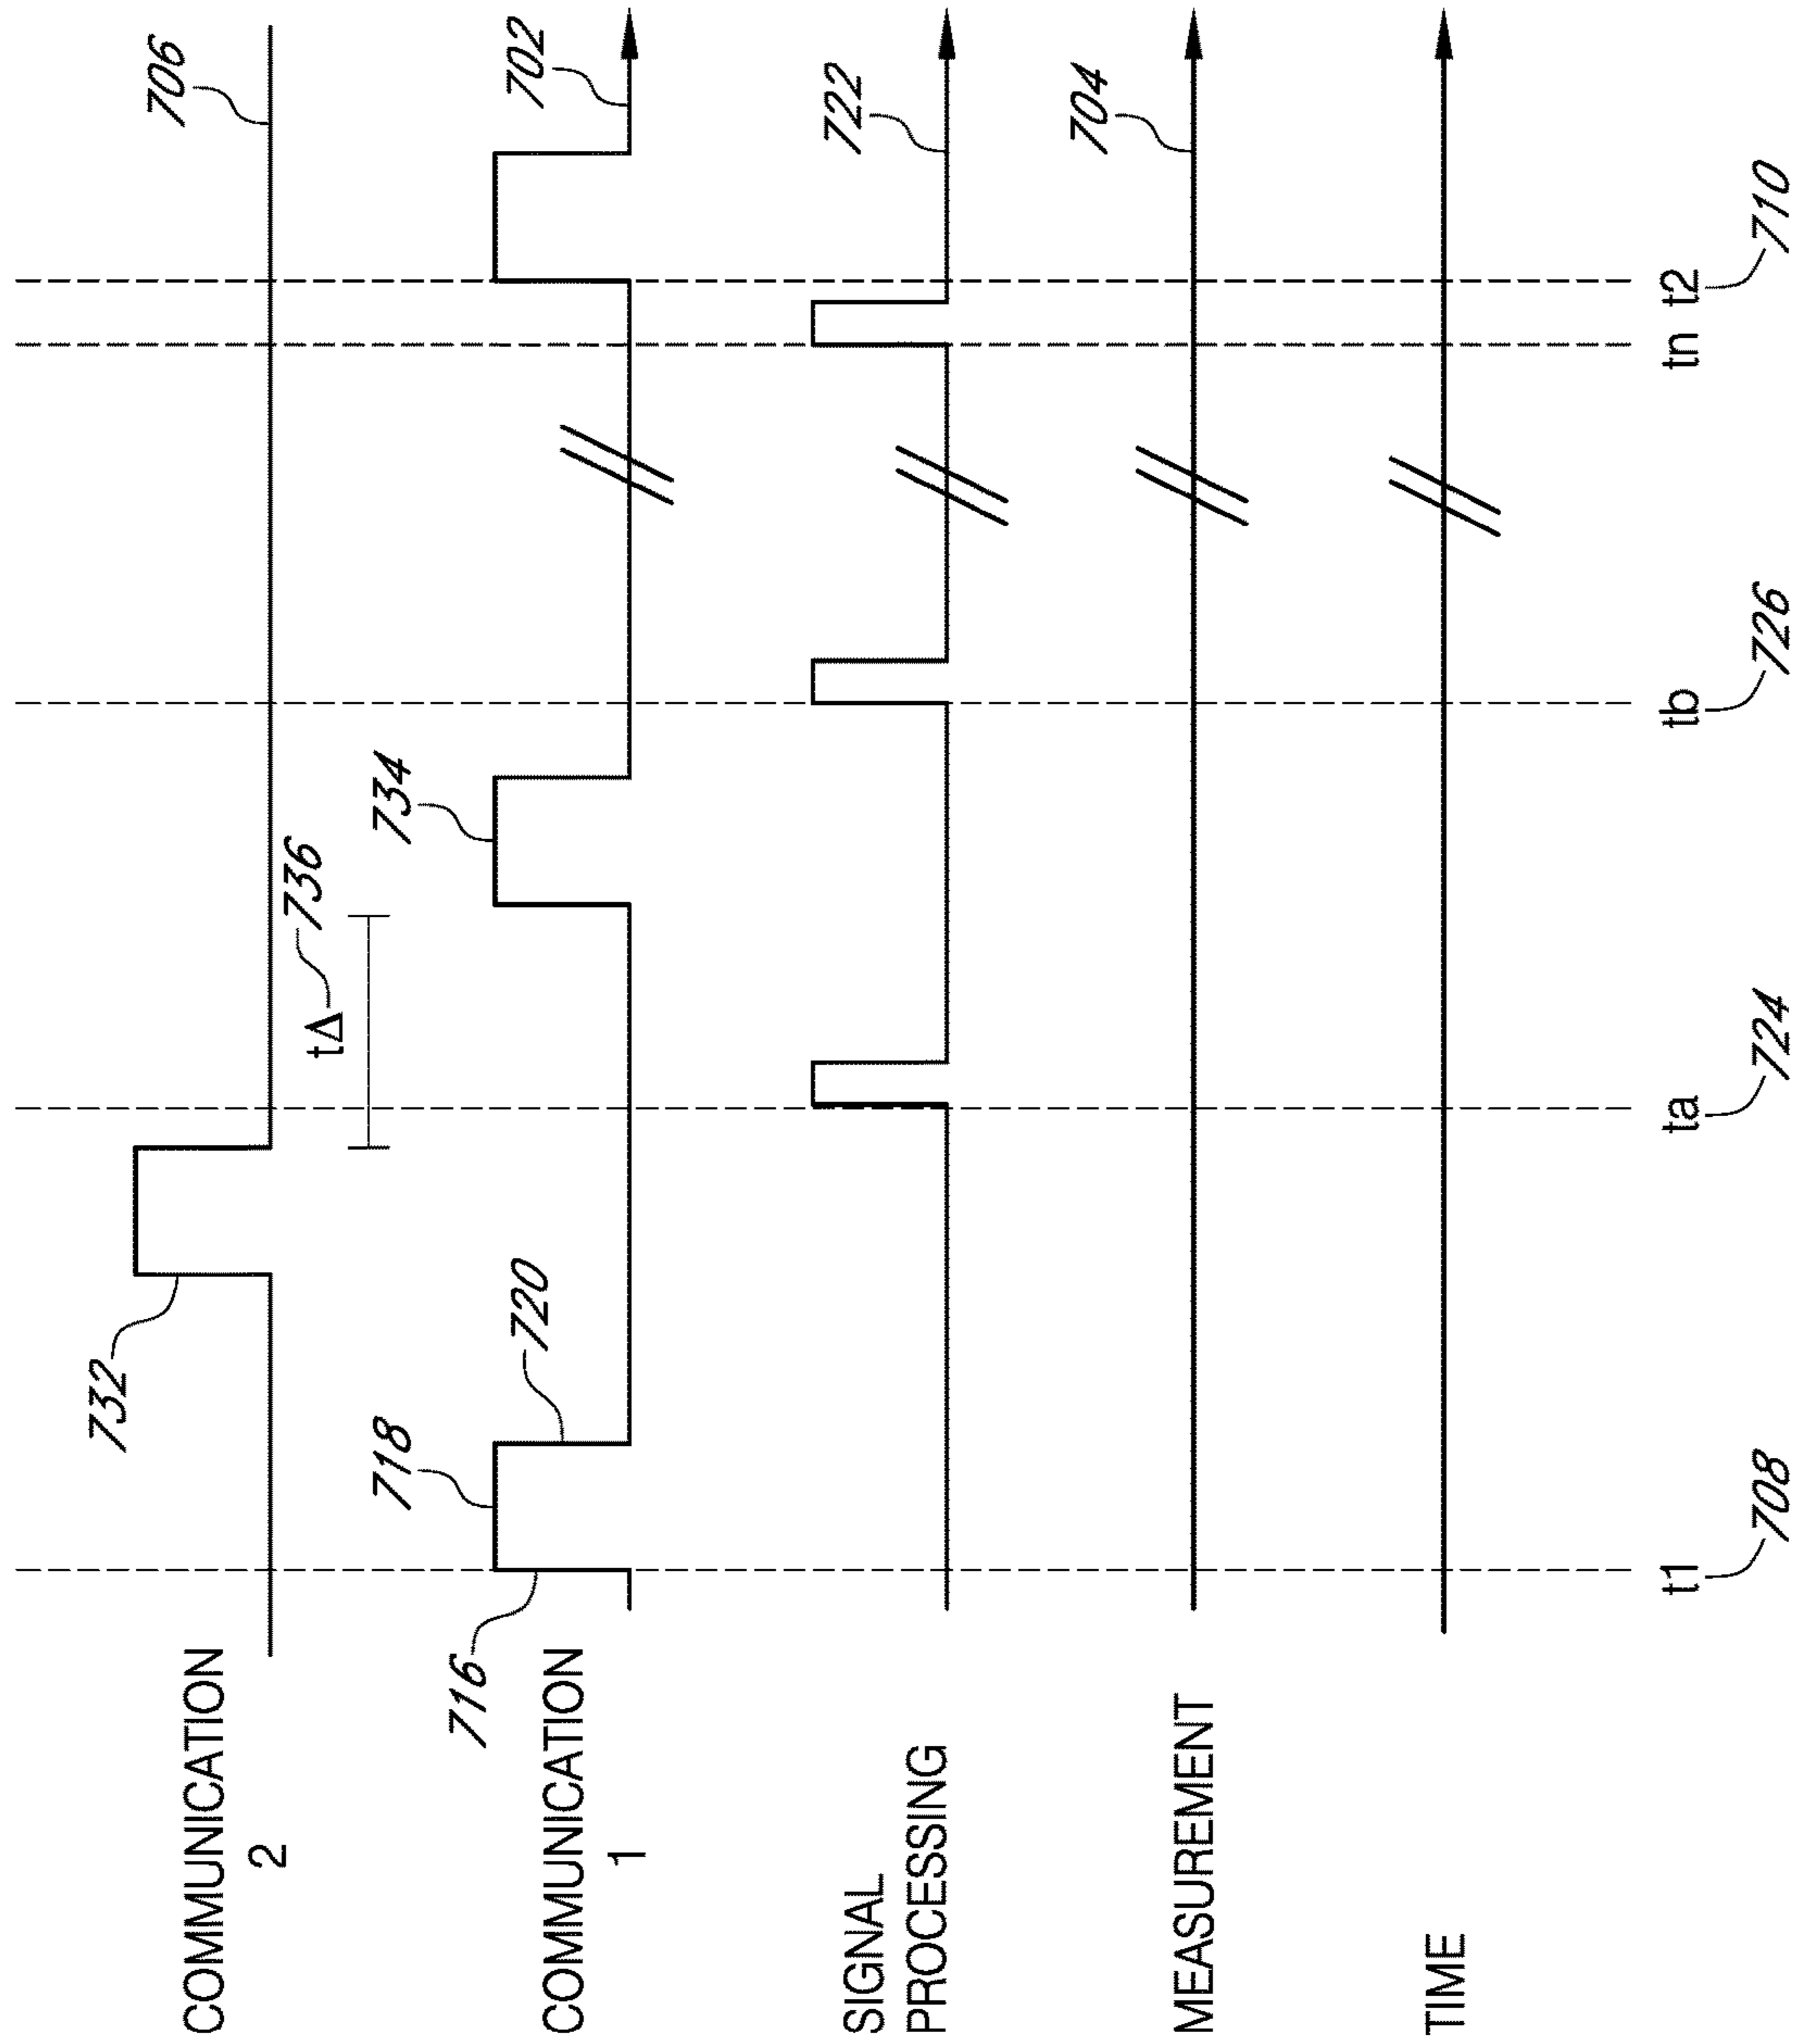 COMMUNICATION
2
732
tΔ
736
706
COMMUNICATION
1
716
718
720
734
702
SIGNAL
PROCESSING
722
MEASUREMENT
704
TIME
t1
ta
tb
tn
t2
708
724
726
710